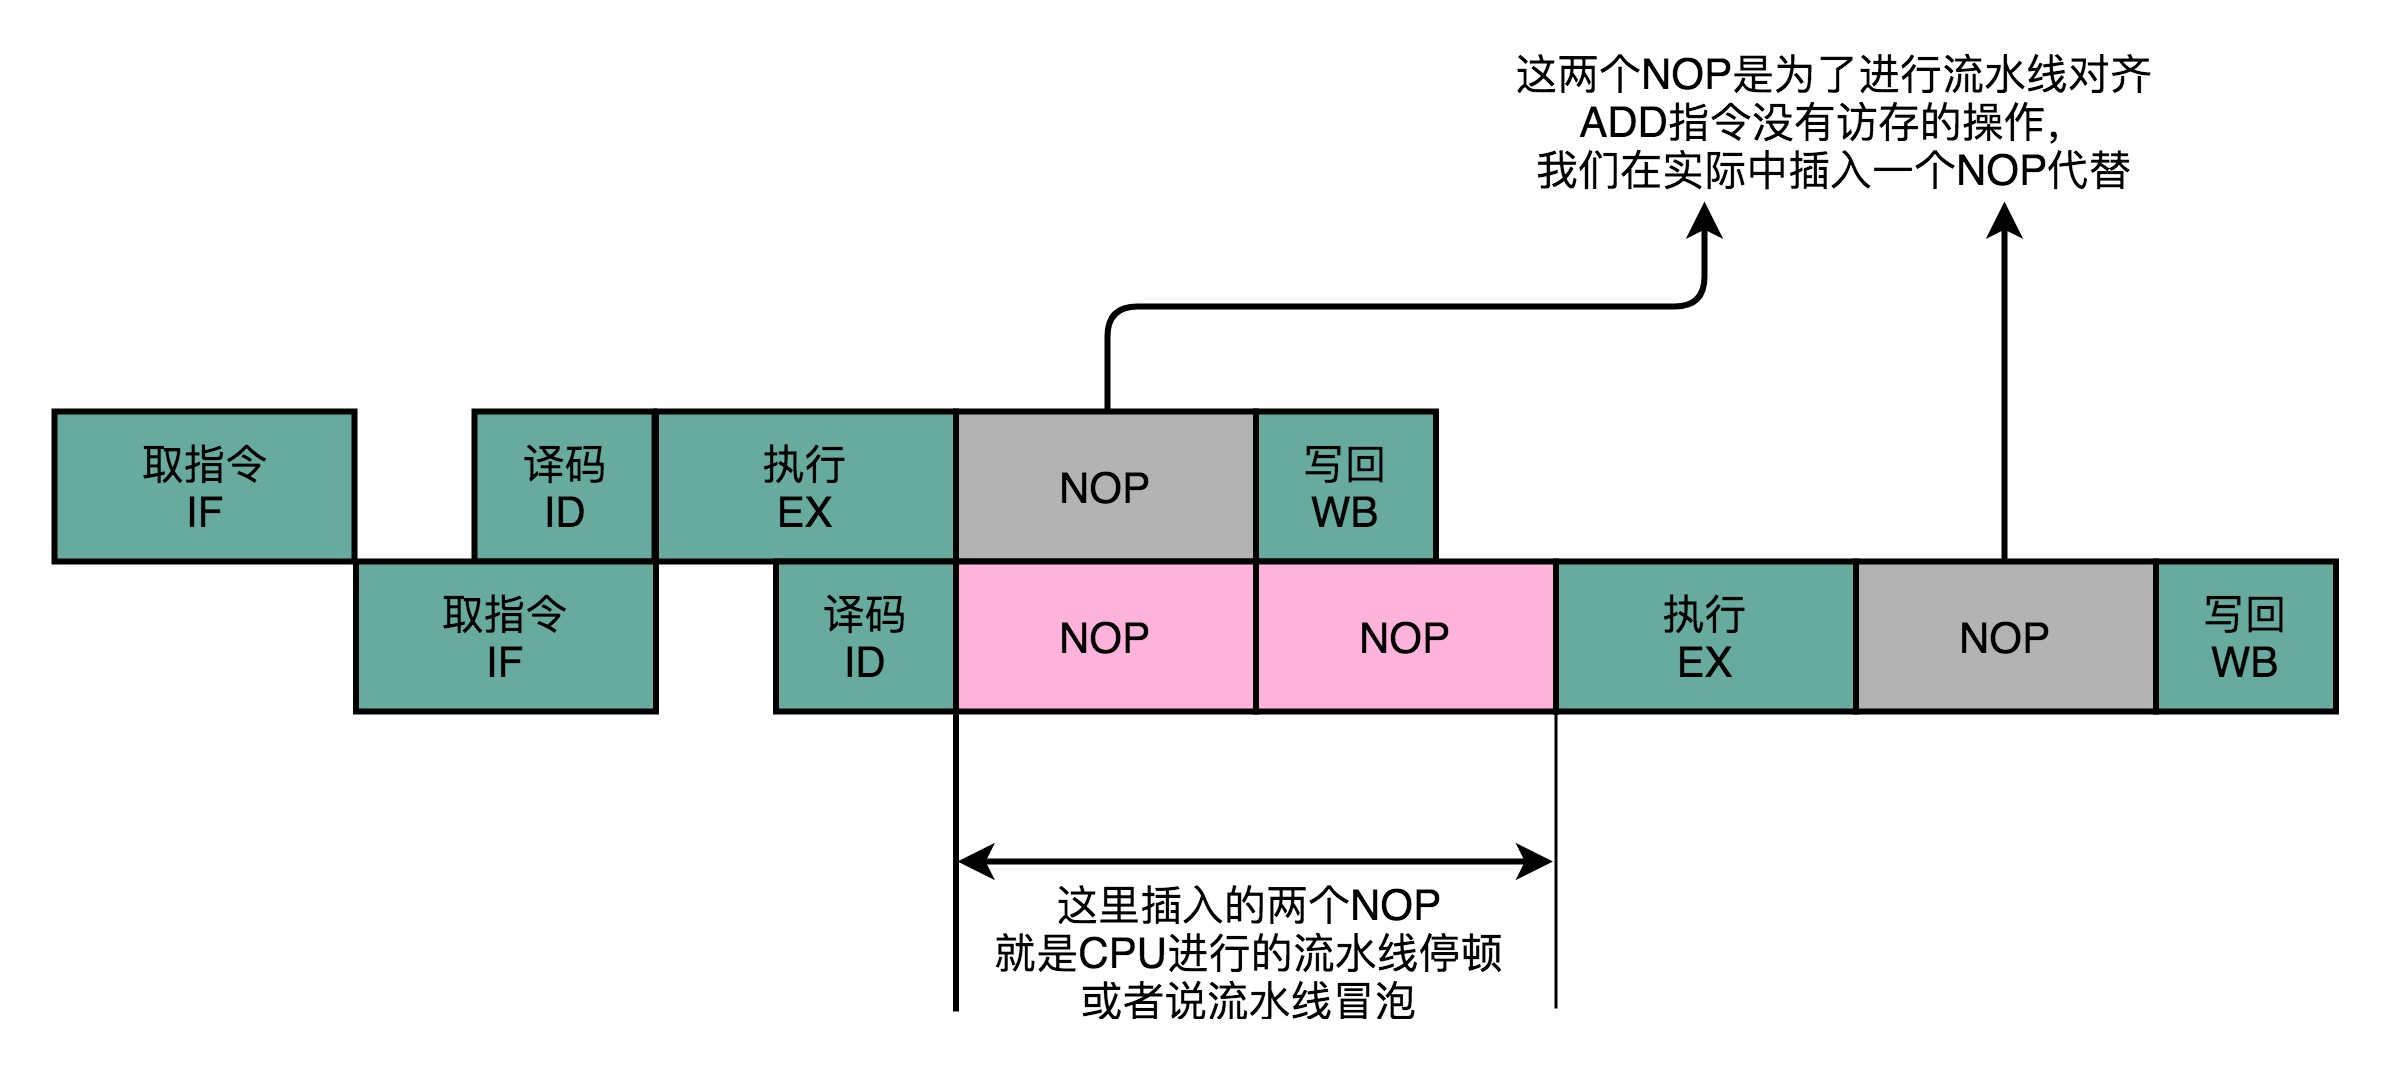 这两个NOP是为了进行流水线对齐
ADD指令没有访存的操作，
我们在实际中插入一个NOP代替
取指令
IF
译码
ID
执行
EX
NOP
写回
WB
取指令
IF
译码
ID
NOP
NOP
执行
EX
NOP
写回
WB
这里插入的两个NOP
就是CPU进行的流水线停顿
或者说流水线冒泡